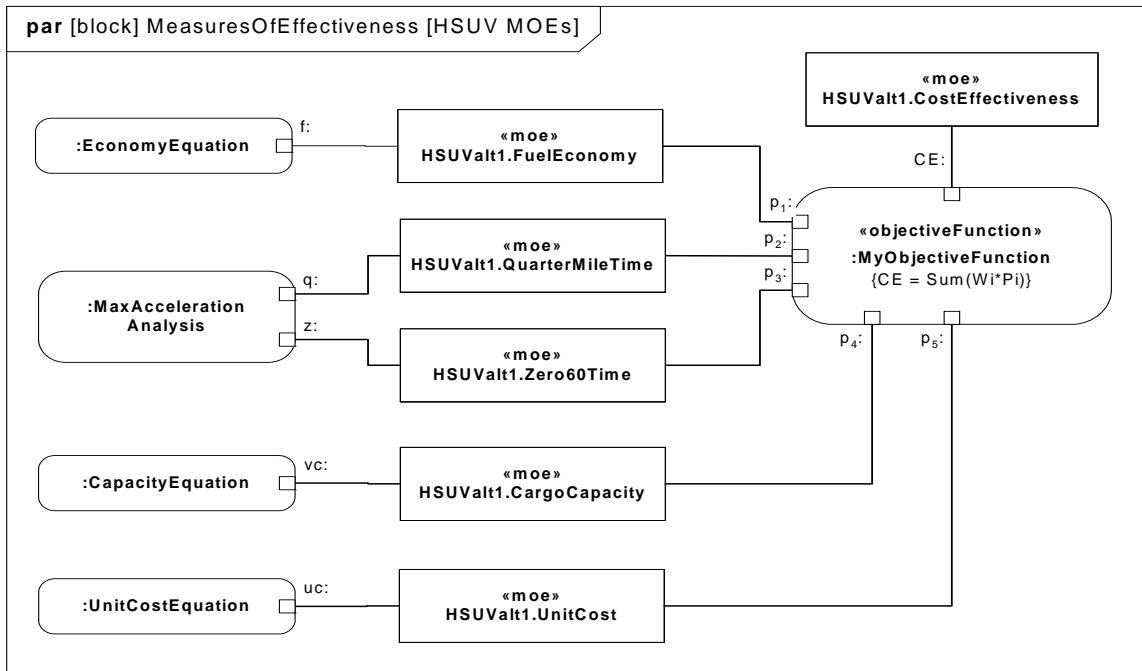 par [block] MeasuresOfEffectiveness [HSUV MOEs]
«moe»
HSUValt1.CostEffectiveness
CE:
:EconomyEquation
f:
«moe»
HSUValt1.FuelEconomy
p1:
«objectiveFunction»
:MyObjectiveFunction
{CE = Sum(Wi*Pi)}
:MaxAcceleration
Analysis
q:
«moe»
HSUValt1.QuarterMileTime
p2:
z:
«moe»
HSUValt1.Zero60Time
p3:
p4:
p5:
:CapacityEquation
vc:
«moe»
HSUValt1.CargoCapacity
:UnitCostEquation
uc:
«moe»
HSUValt1.UnitCost